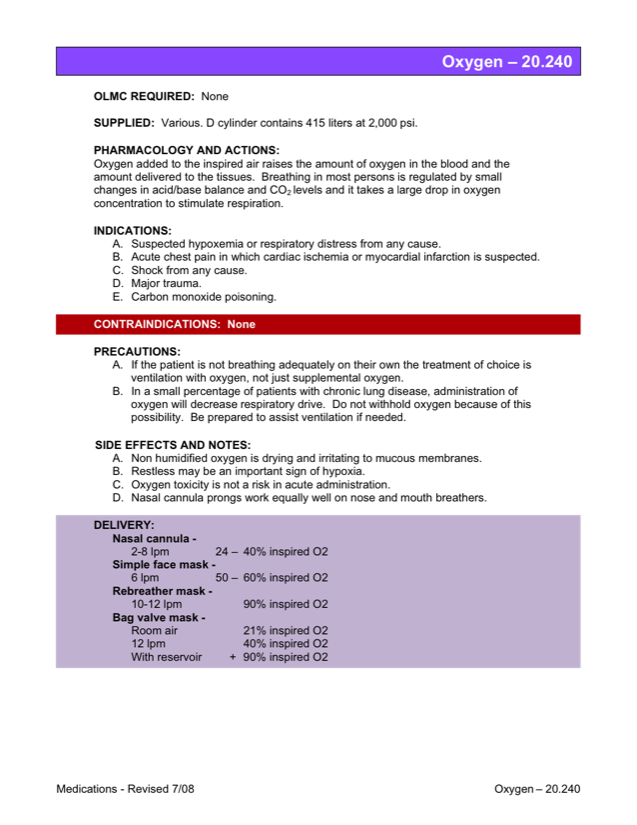 Oxygen – 20.240
OLMC REQUIRED: None
SUPPLIED: Various. D cylinder contains 415 liters at 2,000 psi.
PHARMACOLOGY AND ACTIONS:
Oxygen added to the inspired air raises the amount of oxygen in the blood and the
amount delivered to the tissues. Breathing in most persons is regulated by small
changes in acid/base balance and CO₂ levels and it takes a large drop in oxygen
concentration to stimulate respiration.
INDICATIONS:
A. Suspected hypoxemia or respiratory distress from any cause.
B. Acute chest pain in which cardiac ischemia or myocardial infarction is suspected.
C. Shock from any cause.
D. Major trauma.
E. Carbon monoxide poisoning.
CONTRAINDICATIONS: None
PRECAUTIONS:
A. If the patient is not breathing adequately on their own the treatment of choice is
ventilation with oxygen, not just supplemental oxygen.
B. In a small percentage of patients with chronic lung disease, administration of
oxygen will decrease respiratory drive. Do not withhold oxygen because of this
possibility. Be prepared to assist ventilation if needed.
SIDE EFFECTS AND NOTES:
A. Non humidified oxygen is drying and irritating to mucous membranes.
B. Restless may be an important sign of hypoxia.
C. Oxygen toxicity is not a risk in acute administration.
D. Nasal cannula prongs work equally well on nose and mouth breathers.
DELIVERY:
Nasal cannula -
2-8 lpm 24 – 40% inspired O2
Simple face mask -
6 lpm 50 – 60% inspired O2
Rebreather mask -
10-12 lpm 90% inspired O2
Bag valve mask -
Room air 21% inspired O2
12 lpm 40% inspired O2
With reservoir + 90% inspired O2
Medications - Revised 7/08 Oxygen – 20.240